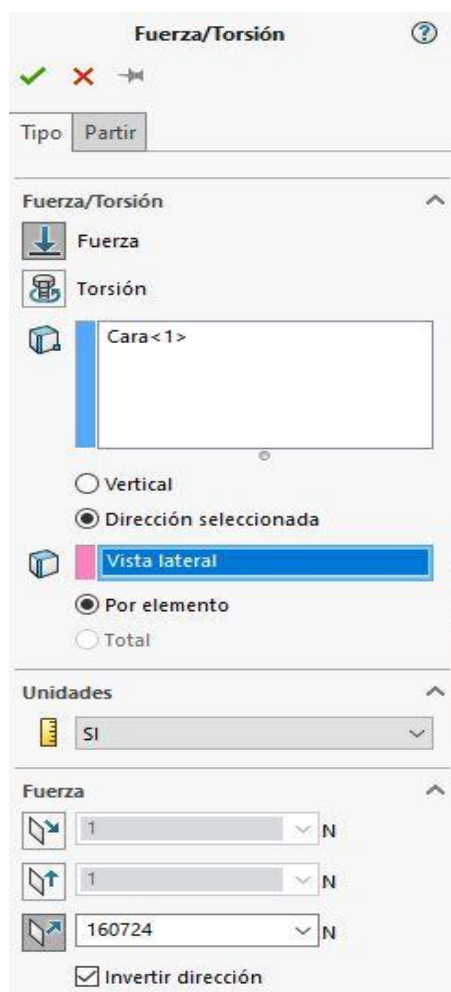 Fuerza/Torsión
?
Tipo Partir
Fuerza/Torsión
Fuerza
Torsión
Cara<1>
Vertical
Dirección seleccionada
Vista lateral
Por elemento
Total
Unidades
SI
Fuerza
1 N
1 N
160724 N
Invertir dirección